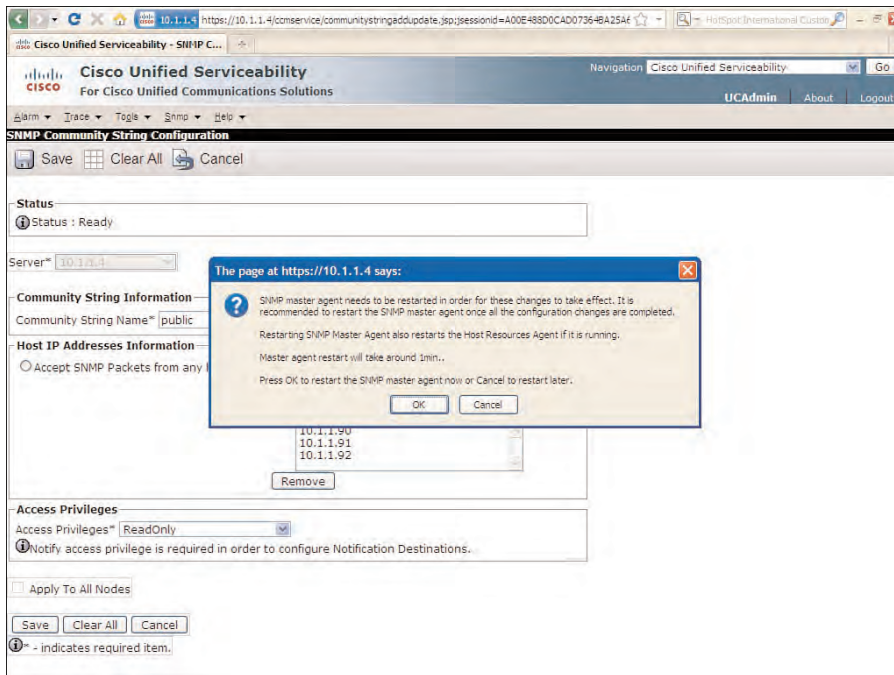 10.1.1.4 https://10.1.1.4/ccmservice/communitystringaddupdate.jsp;jsessionid=A00E488D0CAD07364BA25A6
HotSpot International Custon
Cisco Unified Serviceability - SNMP C...
cisco
Cisco Unified Serviceability
For Cisco Unified Communications Solutions
Navigation Cisco Unified Serviceability Go
UCAdmin About Logout
Alarm Trace Tools Snmp Help
SNMP Community String Configuration
Save Clear All Cancel
Status
Status : Ready
Server* 10.1.1.4
The page at https://10.1.1.4 says:
SNMP master agent needs to be restarted in order for these changes to take effect. It is
recommended to restart the SNMP master agent once all the configuration changes are completed.
Restarting SNMP Master Agent also restarts the Host Resources Agent if it is running.
Master agent restart will take around 1min..
Press OK to restart the SNMP master agent now or Cancel to restart later.
OK Cancel
Community String Information
Community String Name* public
Host IP Addresses Information
Accept SNMP Packets from any
10.1.1.90
10.1.1.91
10.1.1.92
Remove
Access Privileges
Access Privileges* ReadOnly
Notify access privilege is required in order to configure Notification Destinations.
Apply To All Nodes
Save Clear All Cancel
* - indicates required item.